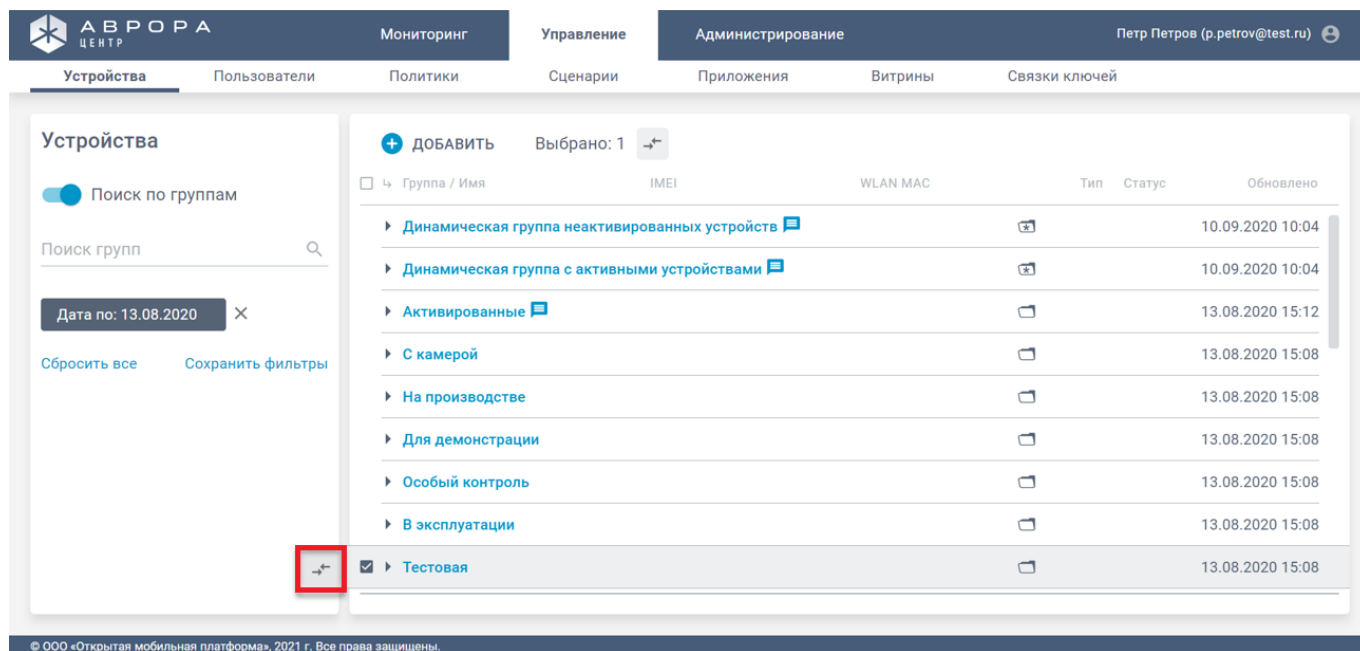 АВРОРА
ЦЕНТР
Мониторинг Управление Администрирование Петр Петров (p.petrov@test.ru)
Устройства Пользователи Политики Сценарии Приложения Витрины Связки ключей
Устройства
Поиск по группам
Поиск групп
Дата по: 13.08.2020
Сбросить все Сохранить фильтры
ДОБАВИТЬ Выбрано: 1
Группа / Имя IMEI WLAN MAC Тип Статус Обновлено
Динамическая группа неактивированных устройств 10.09.2020 10:04
Динамическая группа с активными устройствами 10.09.2020 10:04
Активированные 13.08.2020 15:12
С камерой 13.08.2020 15:08
На производстве 13.08.2020 15:08
Для демонстрации 13.08.2020 15:08
Особый контроль 13.08.2020 15:08
В эксплуатации 13.08.2020 15:08
Тестовая 13.08.2020 15:08
© ООО «Открытая мобильная платформа», 2021 г. Все права защищены.